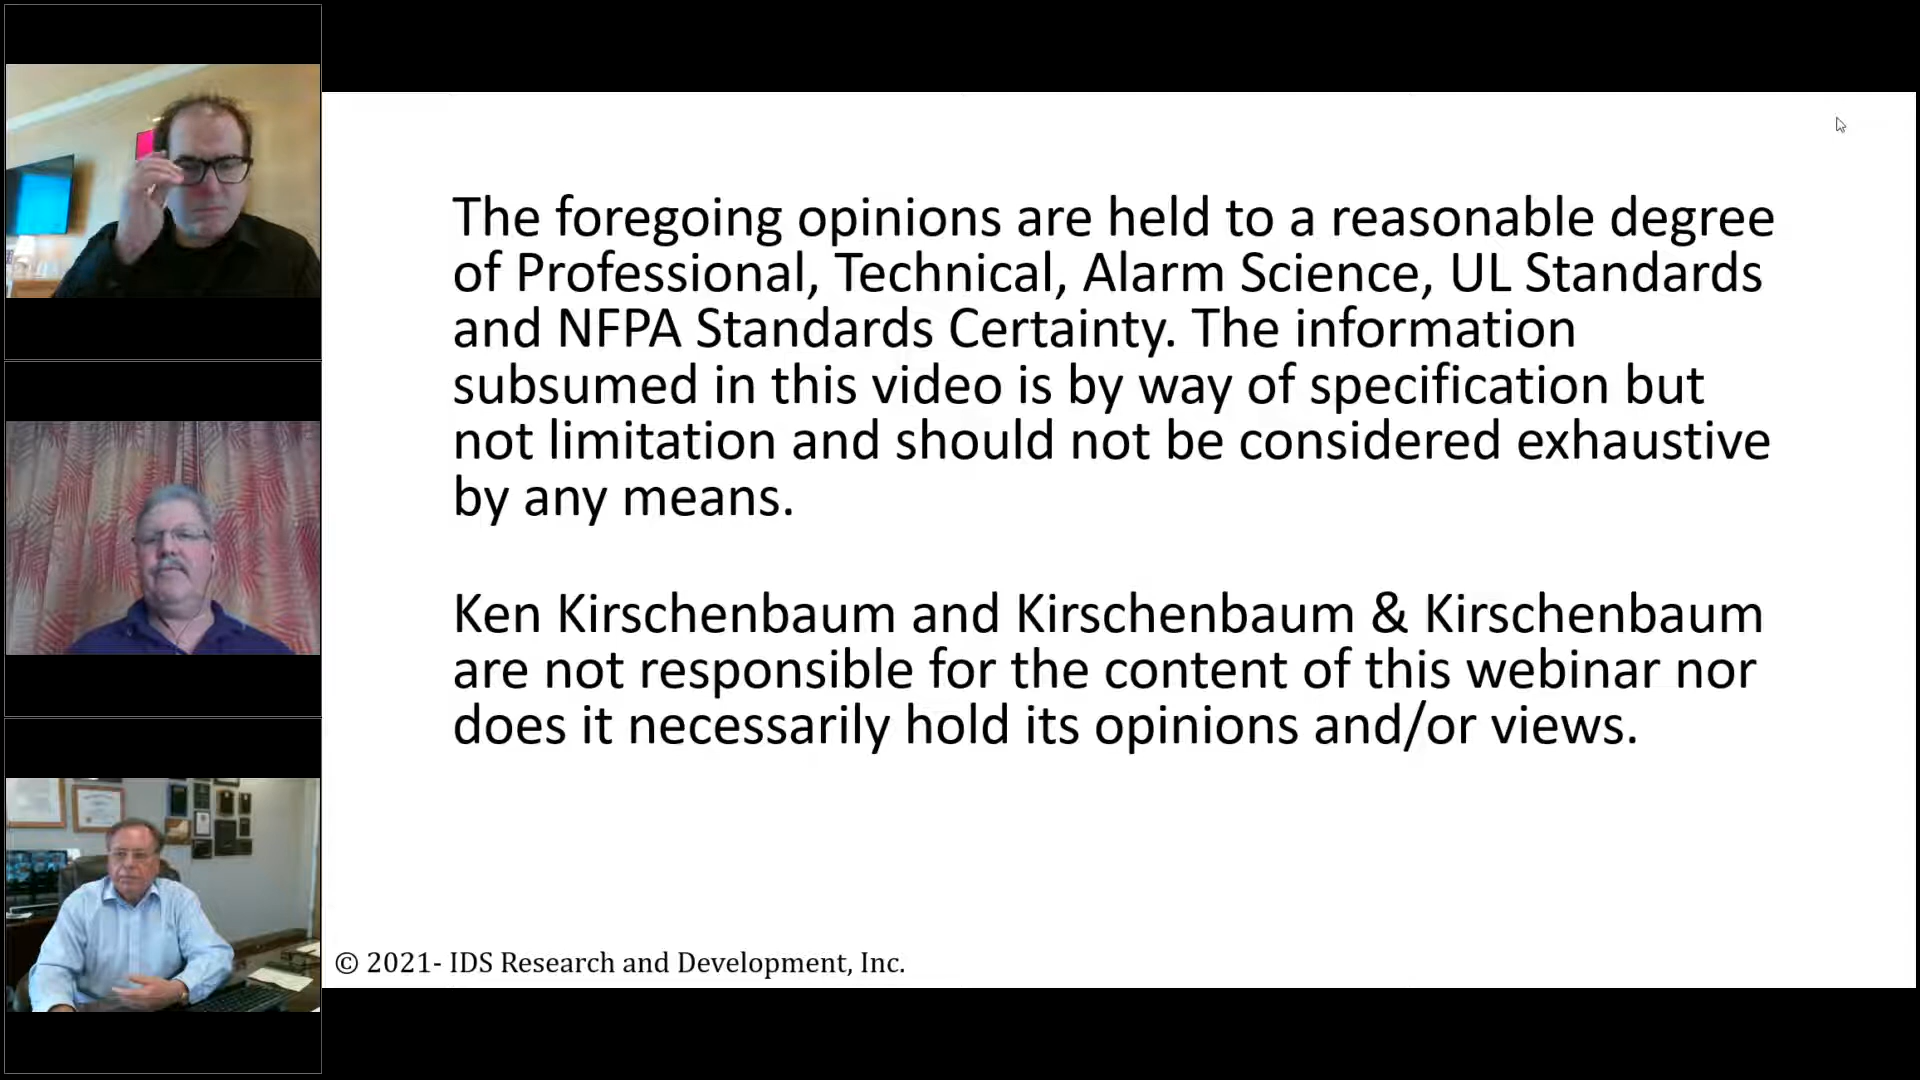 The foregoing opinions are held to a reasonable degree
of Professional, Technical, Alarm Science, UL Standards
and NFPA Standards Certainty. The information
subsumed in this video is by way of specification but
not limitation and should not be considered exhaustive
by any means.
Ken Kirschenbaum and Kirschenbaum & Kirschenbaum
are not responsible for the content of this webinar nor
does it necessarily hold its opinions and/or views.
© 2021- IDS Research and Development, Inc.